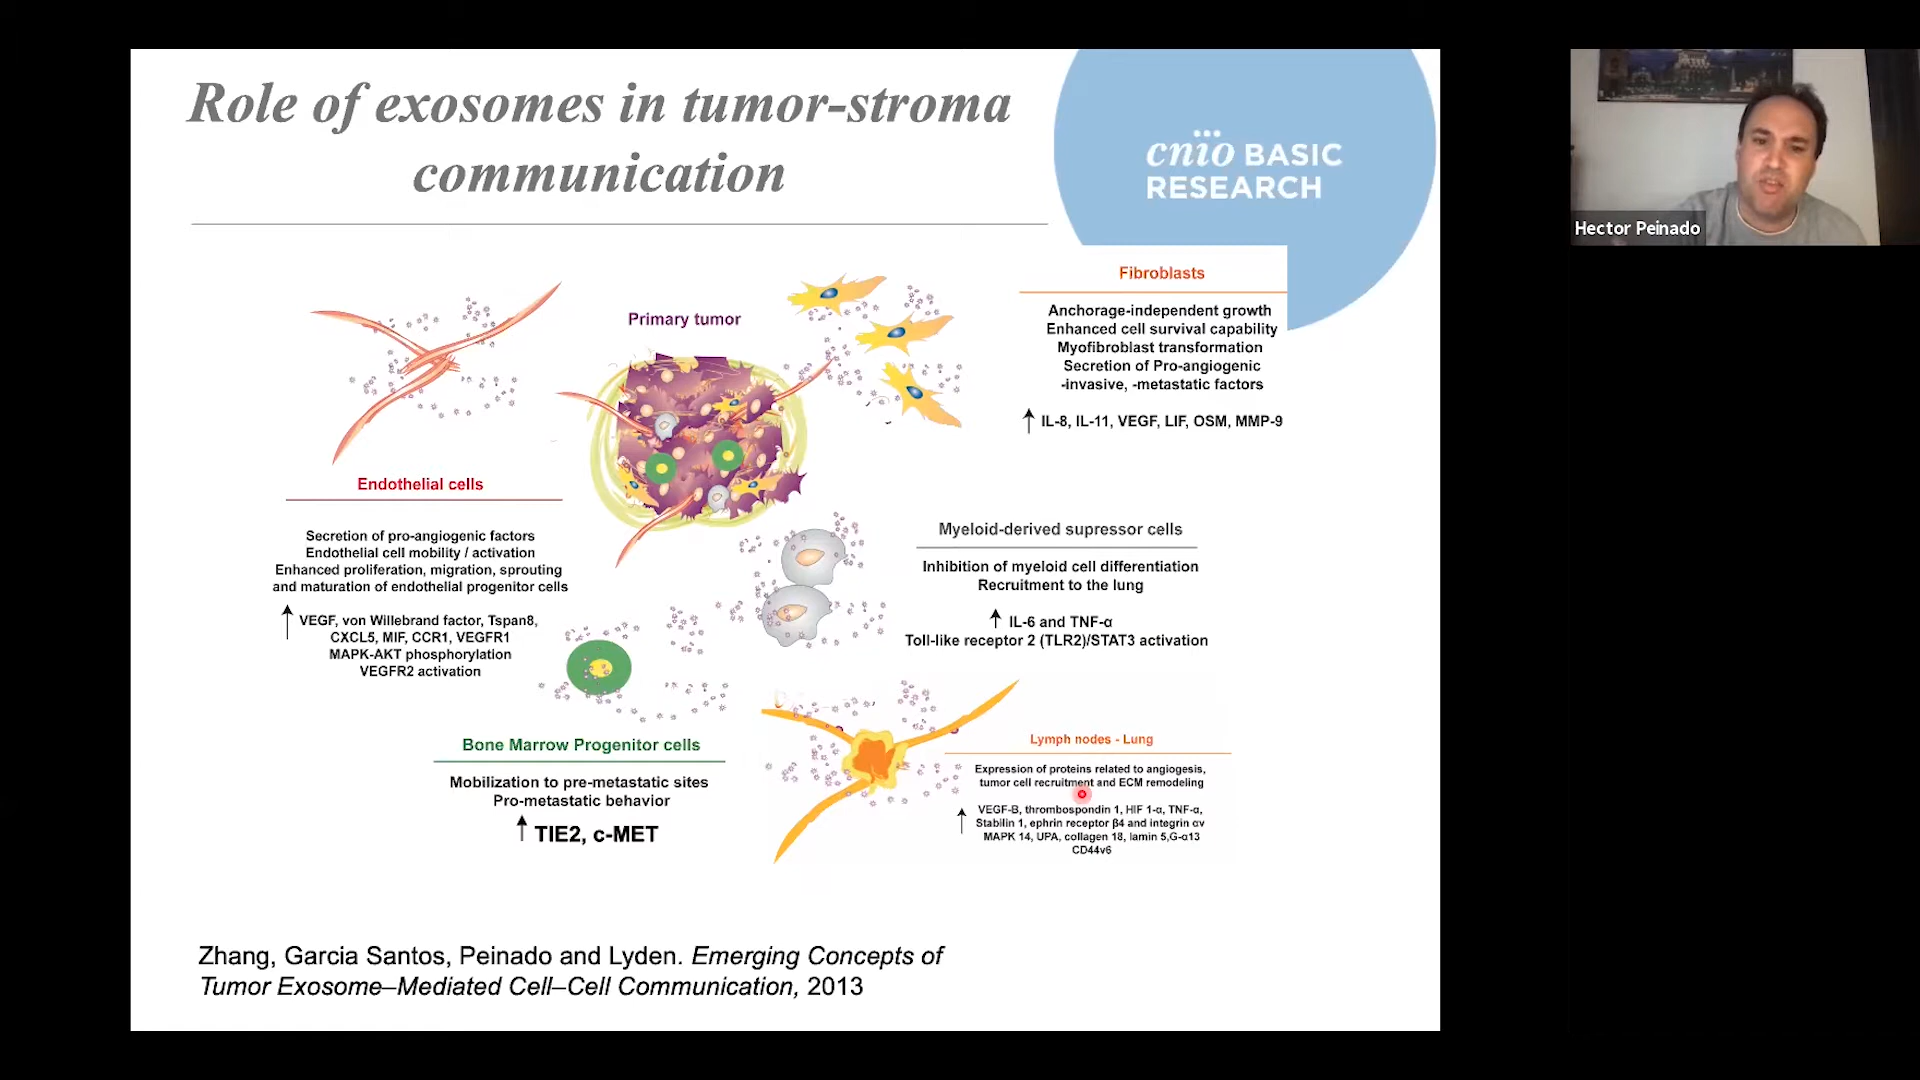 Role of exosomes in tumor-stroma
communication
cnio BASIC
RESEARCH
Hector Peinado
Primary tumor
Fibroblasts
Anchorage-independent growth
Enhanced cell survival capability
Myofibroblast transformation
Secretion of Pro-angiogenic
-invasive, -metastatic factors
IL-8, IL-11, VEGF, LIF, OSM, MMP-9
Endothelial cells
Secretion of pro-angiogenic factors
Endothelial cell mobility / activation
Enhanced proliferation, migration, sprouting
and maturation of endothelial progenitor cells
VEGF, von Willebrand factor, Tspan8,
CXCL5, MIF, CCR1, VEGFR1
MAPK-AKT phosphorylation
VEGFR2 activation
Myeloid-derived supressor cells
Inhibition of myeloid cell differentiation
Recruitment to the lung
IL-6 and TNF-α
Toll-like receptor 2 (TLR2)/STAT3 activation
Bone Marrow Progenitor cells
Mobilization to pre-metastatic sites
Pro-metastatic behavior
TIE2, c-MET
Lymph nodes - Lung
Expression of proteins related to angiogesis,
tumor cell recruitment and ECM remodeling
VEGF-B, thrombospondin 1, HIF 1-α, TNF-α,
Stabilin 1, ephrin receptor β4 and integrin αv
MAPK 14, UPA, collagen 18, lamin 5,G-α13
CD44v6
Zhang, Garcia Santos, Peinado and Lyden. Emerging Concepts of
Tumor Exosome–Mediated Cell–Cell Communication, 2013